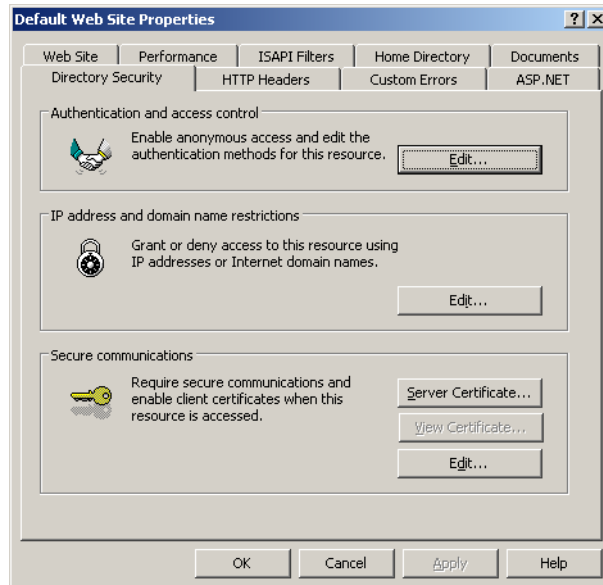 Default Web Site Properties
? X
Web Site Performance ISAPI Filters Home Directory Documents
Directory Security HTTP Headers Custom Errors ASP.NET
Authentication and access control
Enable anonymous access and edit the
authentication methods for this resource.
Edit...
IP address and domain name restrictions
Grant or deny access to this resource using
IP addresses or Internet domain names.
Edit...
Secure communications
Require secure communications and
enable client certificates when this
resource is accessed.
Server Certificate...
View Certificate...
Edit...
OK Cancel Apply Help